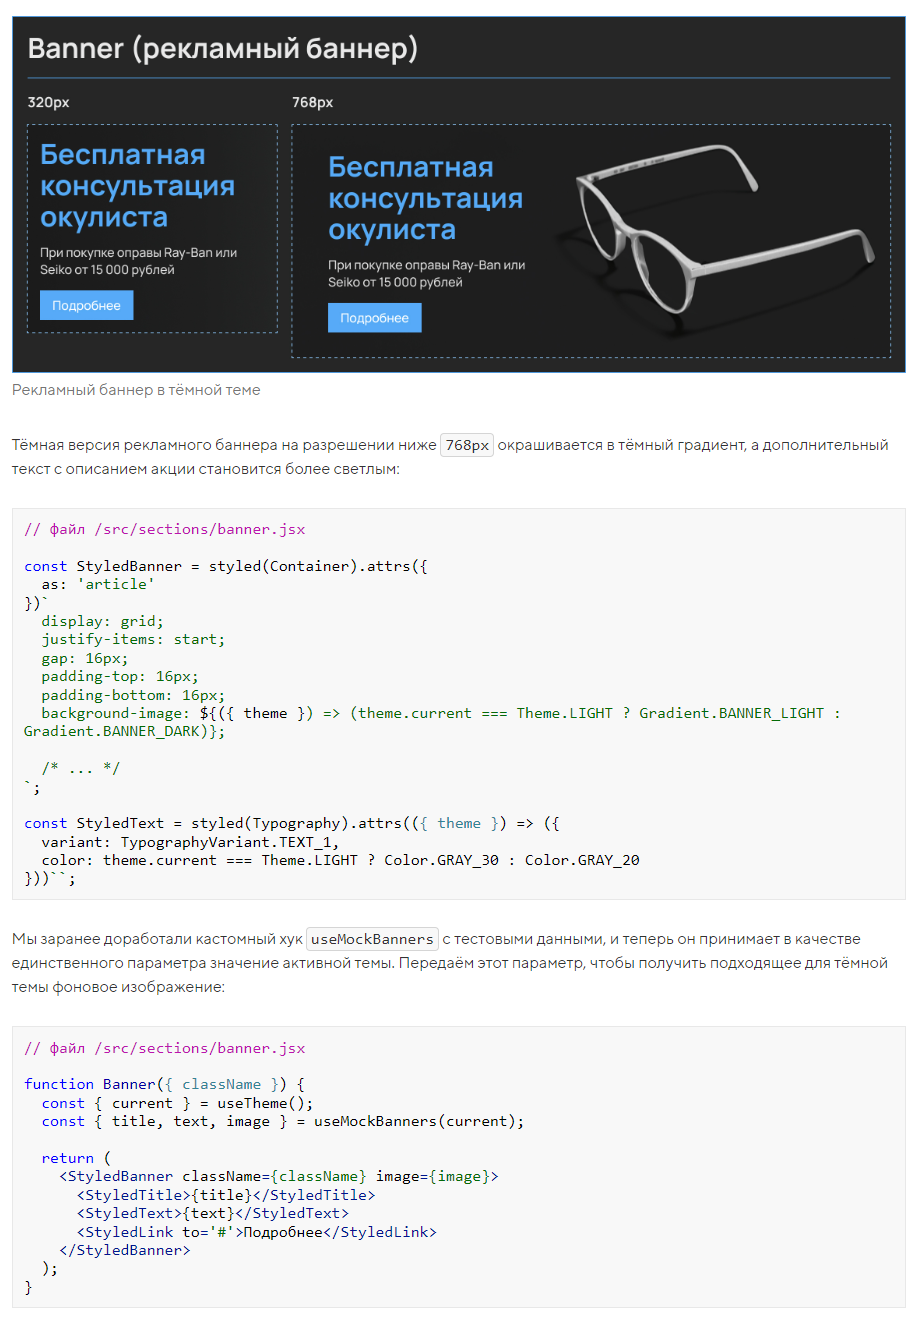 Banner (рекламный баннер)
320px
768px
Бесплатная
консультация
окулиста
При покупке оправы Ray-Ban или
Seiko от 15 000 рублей
Подробнее
Бесплатная
консультация
окулиста
При покупке оправы Ray-Ban или
Seiko от 15 000 рублей
Подробнее
Рекламный баннер в тёмной теме
Тёмная версия рекламного баннера на разрешении ниже 768px окрашивается в тёмный градиент, а дополнительный
текст с описанием акции становится более светлым:
// файл /src/sections/banner.jsx
const StyledBanner = styled(Container).attrs({
  as: 'article'
})`
  display: grid;
  justify-items: start;
  gap: 16px;
  padding-top: 16px;
  padding-bottom: 16px;
  background-image: ${({ theme }) => (theme.current === Theme.LIGHT ? Gradient.BANNER_LIGHT :
Gradient.BANNER_DARK)};
  /* ... */
`;
const StyledText = styled(Typography).attrs(({ theme }) => ({
  variant: TypographyVariant.TEXT_1,
  color: theme.current === Theme.LIGHT ? Color.GRAY_30 : Color.GRAY_20
}))``;
Мы заранее доработали кастомный хук useMockBanners с тестовыми данными, и теперь он принимает в качестве
единственного параметра значение активной темы. Передаём этот параметр, чтобы получить подходящее для тёмной
темы фоновое изображение:
// файл /src/sections/banner.jsx
function Banner({ className }) {
  const { current } = useTheme();
  const { title, text, image } = useMockBanners(current);
  return (
    <StyledBanner className={className} image={image}>
      <StyledTitle>{title}</StyledTitle>
      <StyledText>{text}</StyledText>
      <StyledLink to='#'>Подробнее</StyledLink>
    </StyledBanner>
  );
}